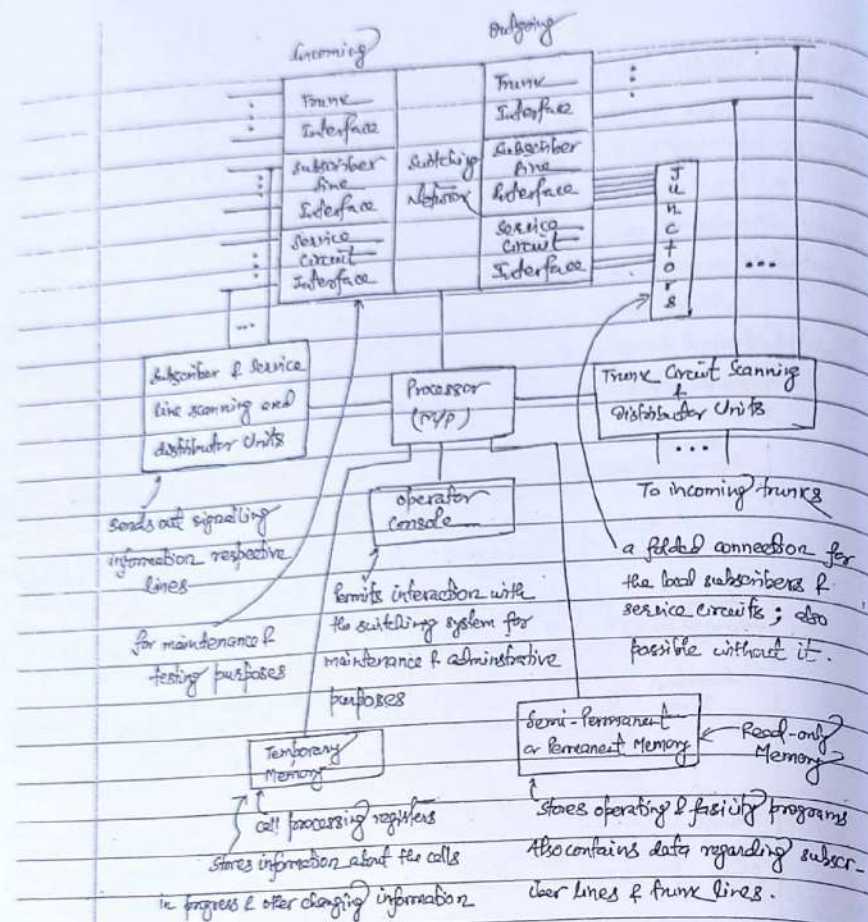 Incoming
Outgoing
Trunk
Interface
Subscriber
line
Interface
Service
Circuit
Interface
Switching
Network
Trunk
Interface
Subscriber
line
Interface
Service
Circuit
Interface
Junctors
...
...
Subscriber & Service
line scanning and
distributor Units
Processor
(M/P)
Trunk Circuit Scanning
&
Distributor Units
...
To incoming trunks
Operator
Console
sends out signalling
information respective
lines
for maintenance &
testing purposes
Permits interaction with
the switching system for
maintenance & adminstrative
purposes
a folded connection for
the local subscribers &
service circuits ; also
possible without it.
Temporary
Memory
Semi-Permanent
or Permanent Memory
Read-only
Memory
call processing registers
stores information about the calls
in progress & other changing information
Stores operating & fasicity programs
Also contains data regarding subscr-
iber lines & trunk lines.